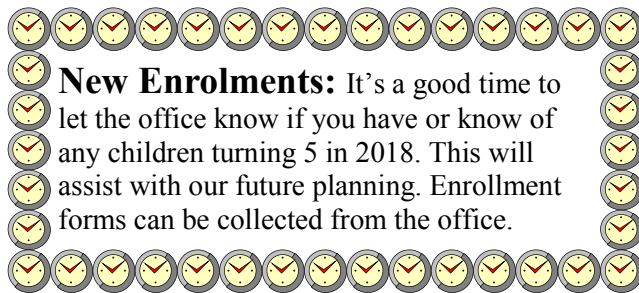 New Enrolments: It’s a good time to
let the office know if you have or know of
any children turning 5 in 2018. This will
assist with our future planning. Enrollment
forms can be collected from the office.